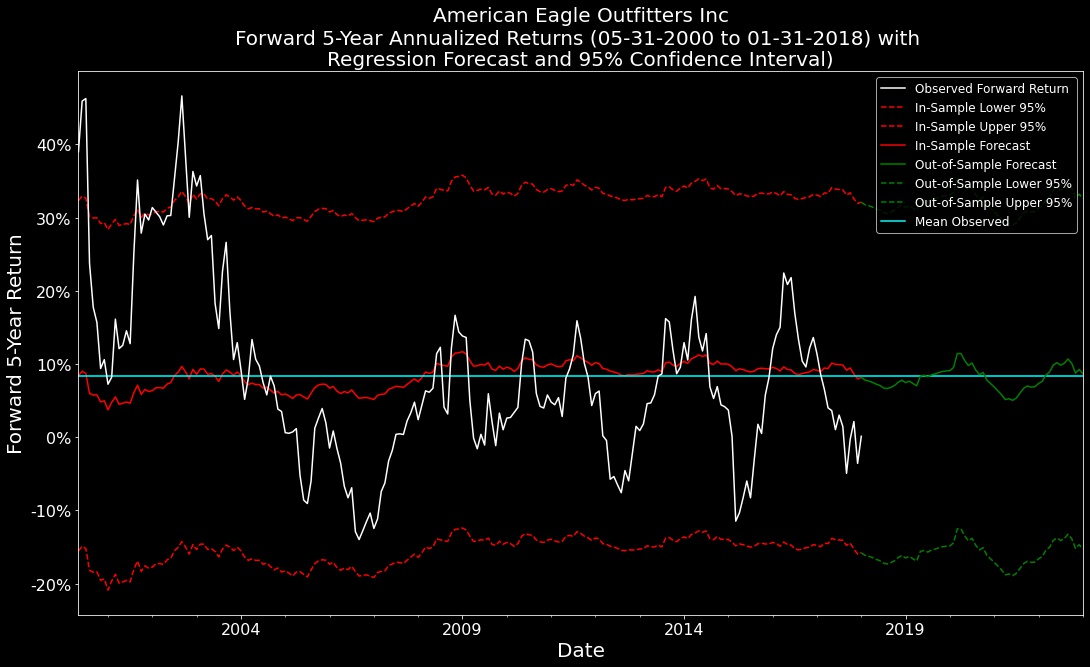 American Eagle Outfitters Inc
Forward 5-Year Annualized Returns (05-31-2000 to 01-31-2018) with
Regression Forecast and 95% Confidence Interval)
Observed Forward Return
In-Sample Lower 95%
In-Sample Upper 95%
In-Sample Forecast
Out-of-Sample Forecast
Out-of-Sample Lower 95%
Out-of-Sample Upper 95%
Mean Observed
Forward 5-Year Return
40%
30%
20%
10%
0%
-10%
-20%
2004
2009
2014
2019
Date